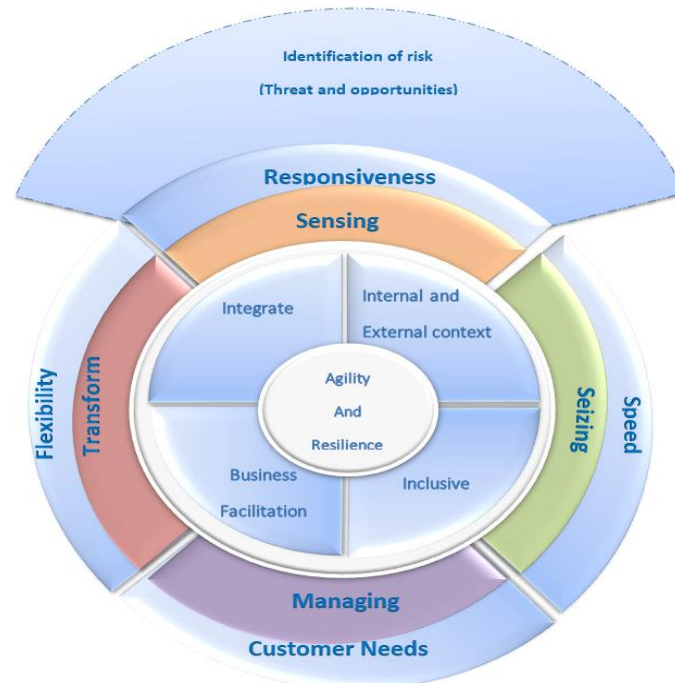 Identification of risk
(Threat and opportunities)
Responsiveness
Sensing
Integrate
Internal and
External context
Agility
And
Resilience
Flexibility
Transform
Seizing
Speed
Business
Facilitation
Inclusive
Managing
Customer Needs